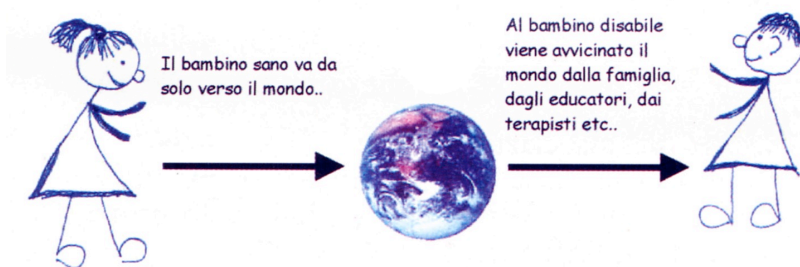 Il bambino sano va da
solo verso il mondo..
Al bambino disabile
viene avvicinato il
mondo dalla famiglia,
dagli educatori, dai
terapisti etc..